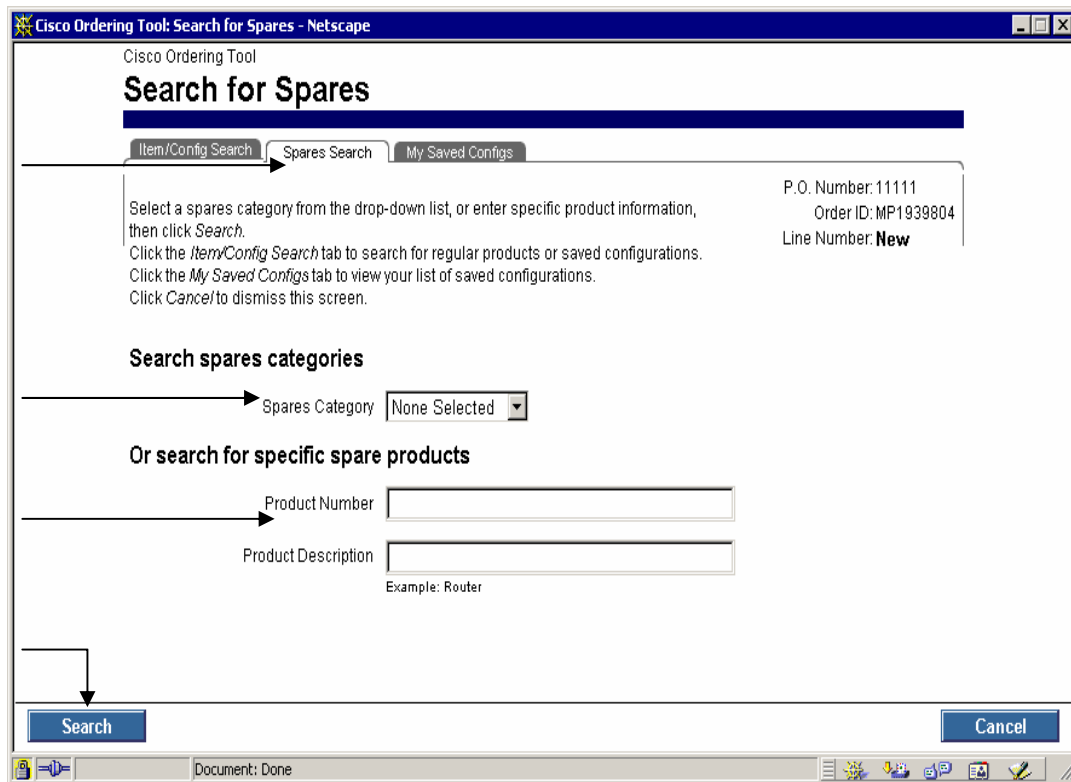 Cisco Ordering Tool: Search for Spares - Netscape
Cisco Ordering Tool
Search for Spares
Item/Config Search
Spares Search
My Saved Configs
P.O. Number: 11111
Order ID: MP1939804
Line Number: New
Select a spares category from the drop-down list, or enter specific product information,
then click Search.
Click the Item/Config Search tab to search for regular products or saved configurations.
Click the My Saved Configs tab to view your list of saved configurations.
Click Cancel to dismiss this screen.
Search spares categories
Spares Category None Selected
Or search for specific spare products
Product Number
Product Description
Example: Router
Search
Cancel
Document: Done